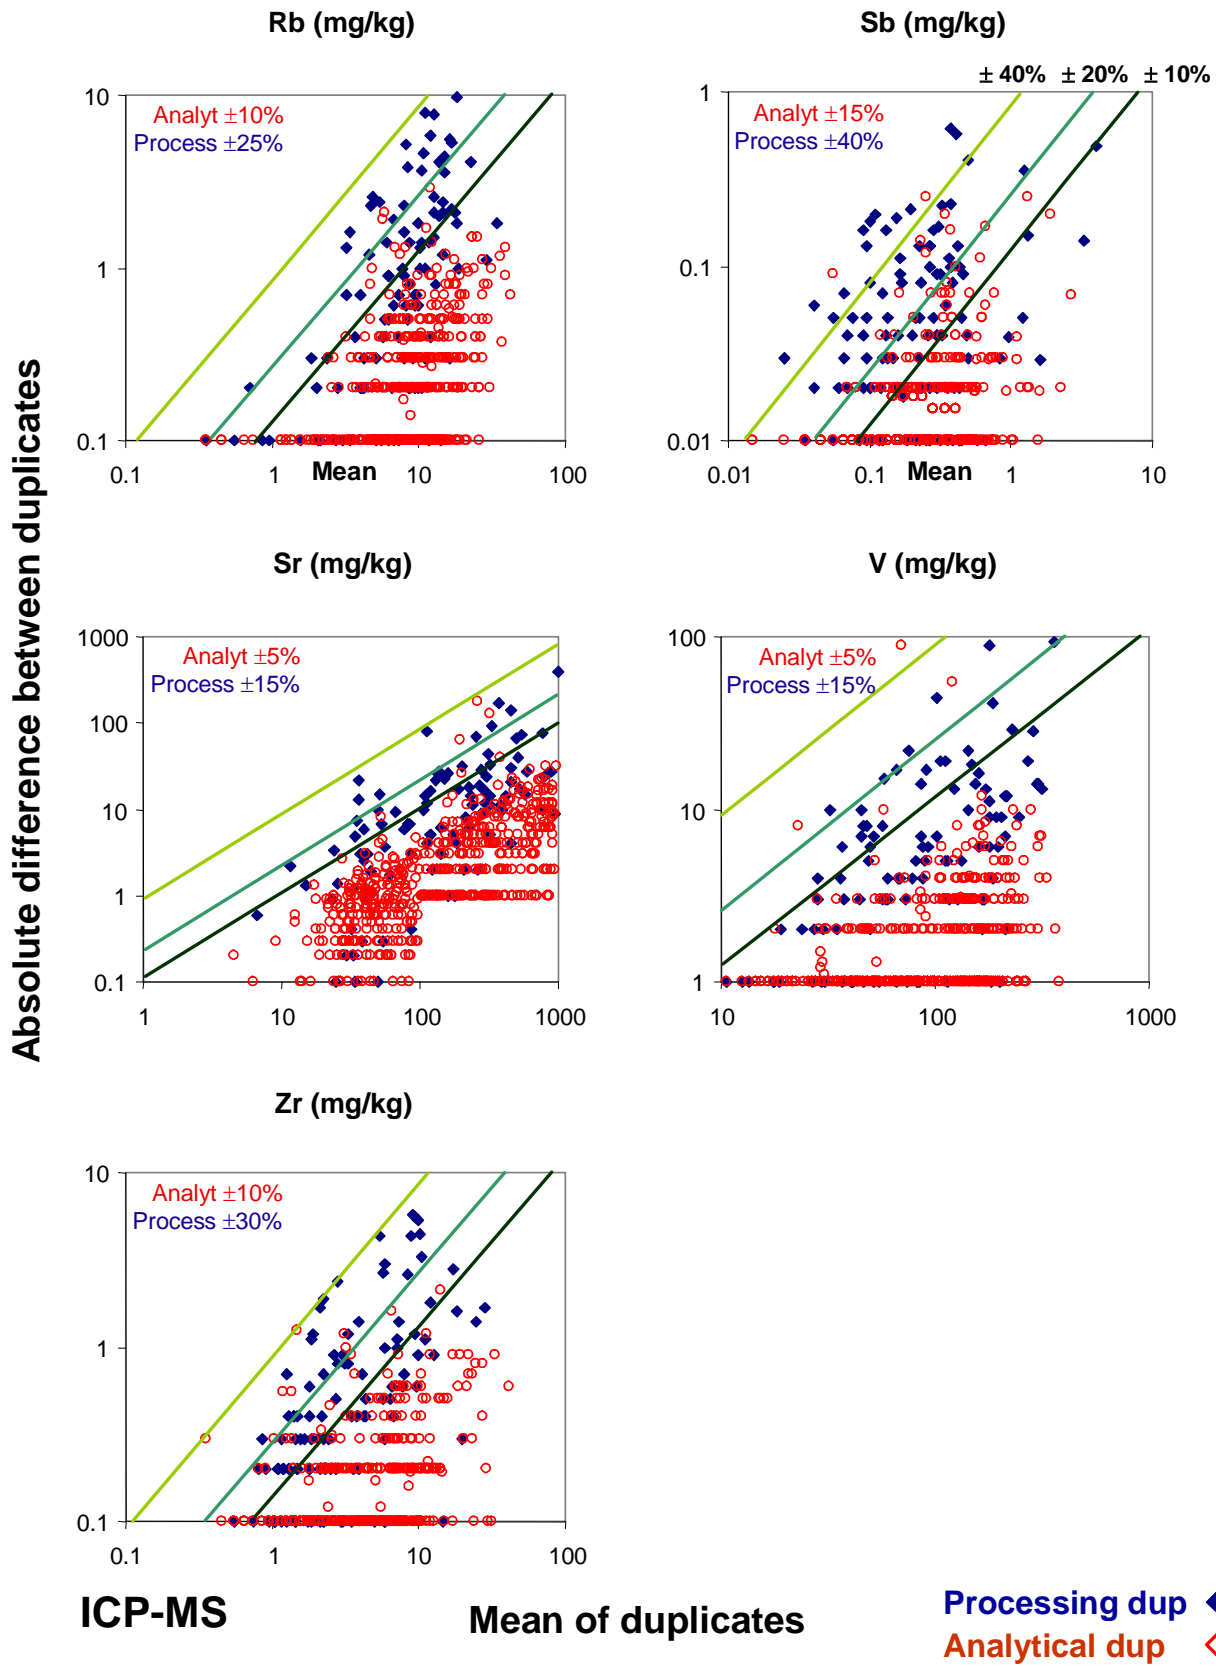 Rb (mg/kg)
Sb (mg/kg)
± 40% ± 20% ± 10%
10
1
0.1
0.1 1 10 100
Analyt ±10%
Process ±25%
Mean
1
0.1
0.01
0.01 0.1 1 10
Analyt ±15%
Process ±40%
Mean
Absolute difference between duplicates
Sr (mg/kg)
V (mg/kg)
1000
100
10
1
0.1
1 10 100 1000
Analyt ±5%
Process ±15%
100
10
1
10 100 1000
Analyt ±5%
Process ±15%
Zr (mg/kg)
10
1
0.1
0.1 1 10 100
Analyt ±10%
Process ±30%
ICP-MS
Mean of duplicates
Processing dup
Analytical dup